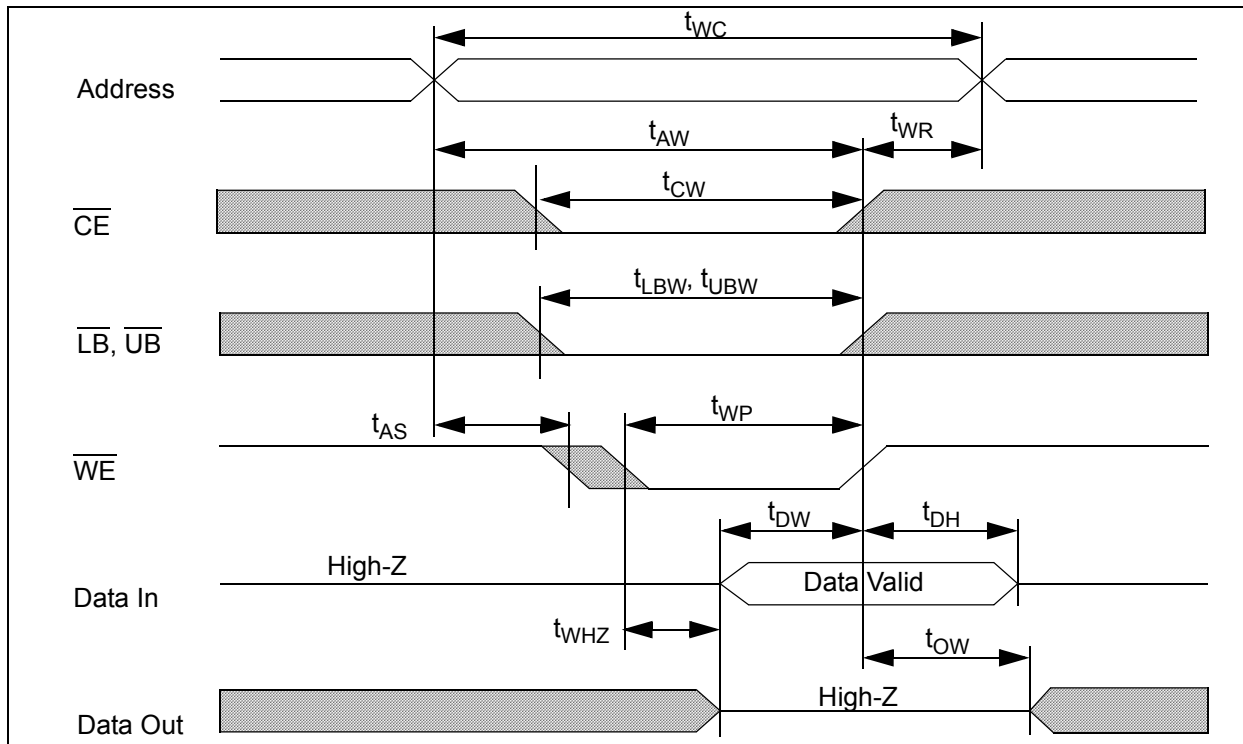 tWC
Address
tAW
tWR
tCW
CE
tLBW, tUBW
LB, UB
tAS
tWP
WE
tDW
tDH
High-Z
Data Valid
Data In
tWHZ
tOW
High-Z
Data Out